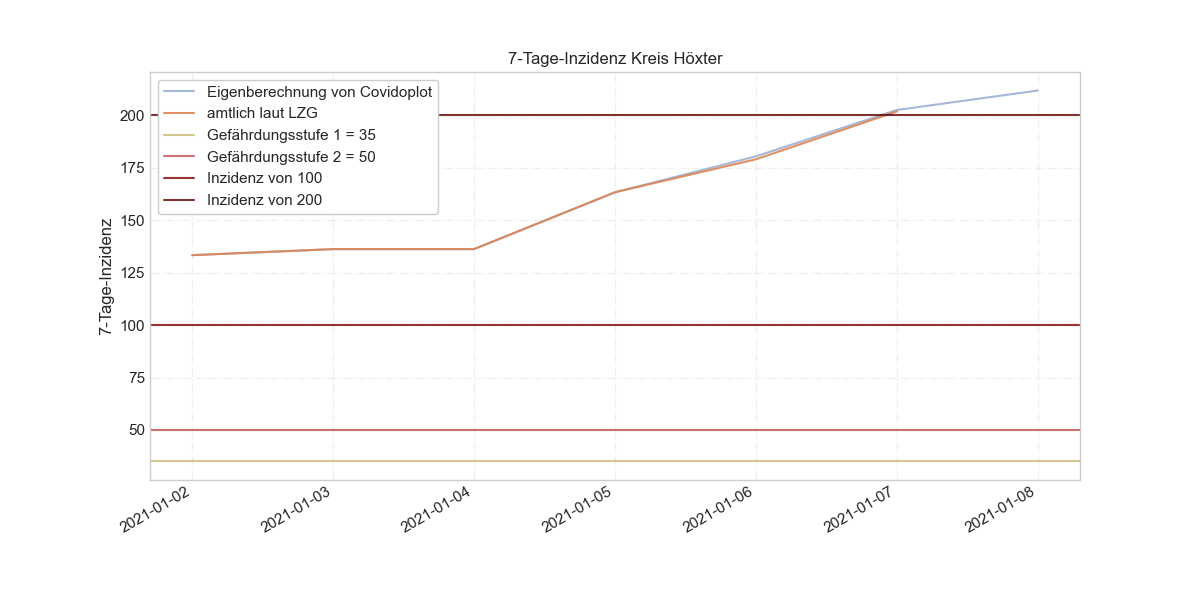 7-Tage-Inzidenz Kreis Höxter
Eigenberechnung von Covidoplot
amtlich laut LZG
Gefährdungsstufe 1 = 35
Gefährdungsstufe 2 = 50
Inzidenz von 100
Inzidenz von 200
7-Tage-Inzidenz
200
175
150
125
100
75
50
2021-01-02
2021-01-03
2021-01-04
2021-01-05
2021-01-06
2021-01-07
2021-01-08